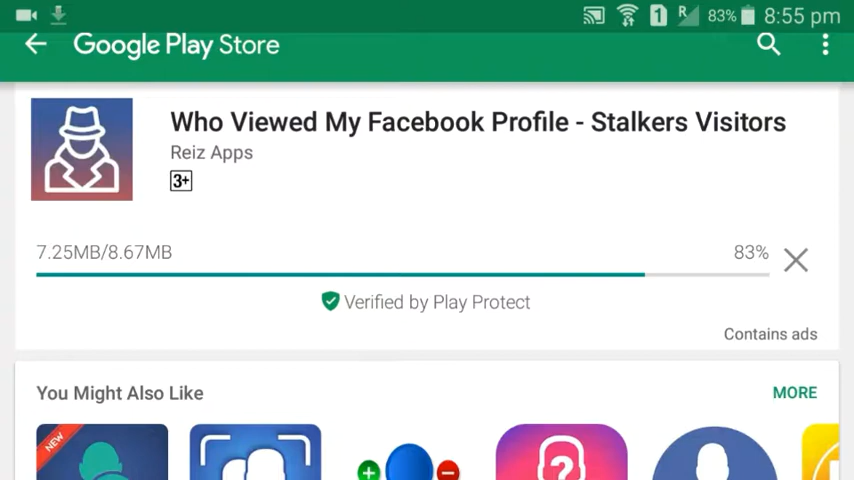 R 83% 8:55 pm
1
Google Play Store
Who Viewed My Facebook Profile - Stalkers Visitors
Reiz Apps
3+
7.25MB/8.67MB 83%
Verified by Play Protect
Contains ads
You Might Also Like MORE
NEW
?